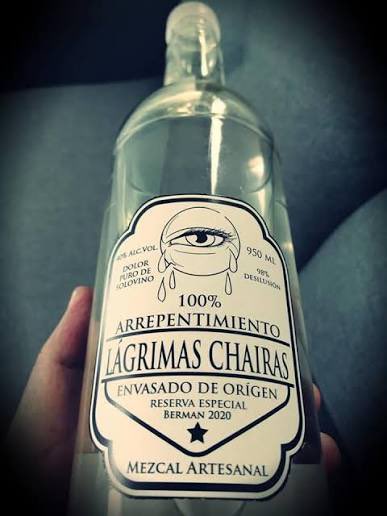 40% ALC.VOL.
950 ML
DOLOR
PURO DE
SOLOVINO
98%
DESILUSIÓN
100%
ARREPENTIMIENTO
LÁGRIMAS CHAIRAS
ENVASADO DE ORÍGEN
RESERVA ESPECIAL
BERMAN 2020
MEZCAL ARTESANAL